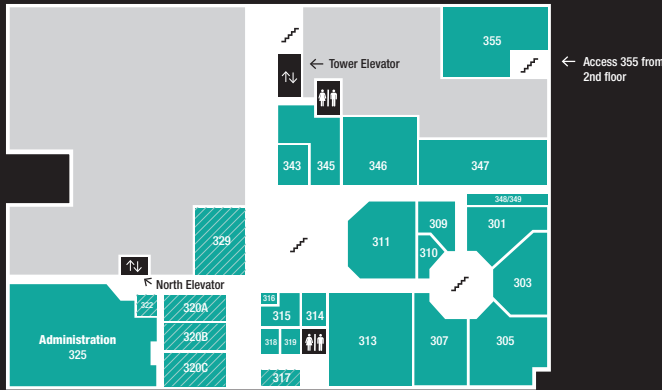 355
Tower Elevator
Access 355 from
2nd floor
343
345
346
347
348/349
329
311
309
301
310
303
North Elevator
322
320A
316
315
314
Administration
325
320B
318
319
313
307
305
320C
317